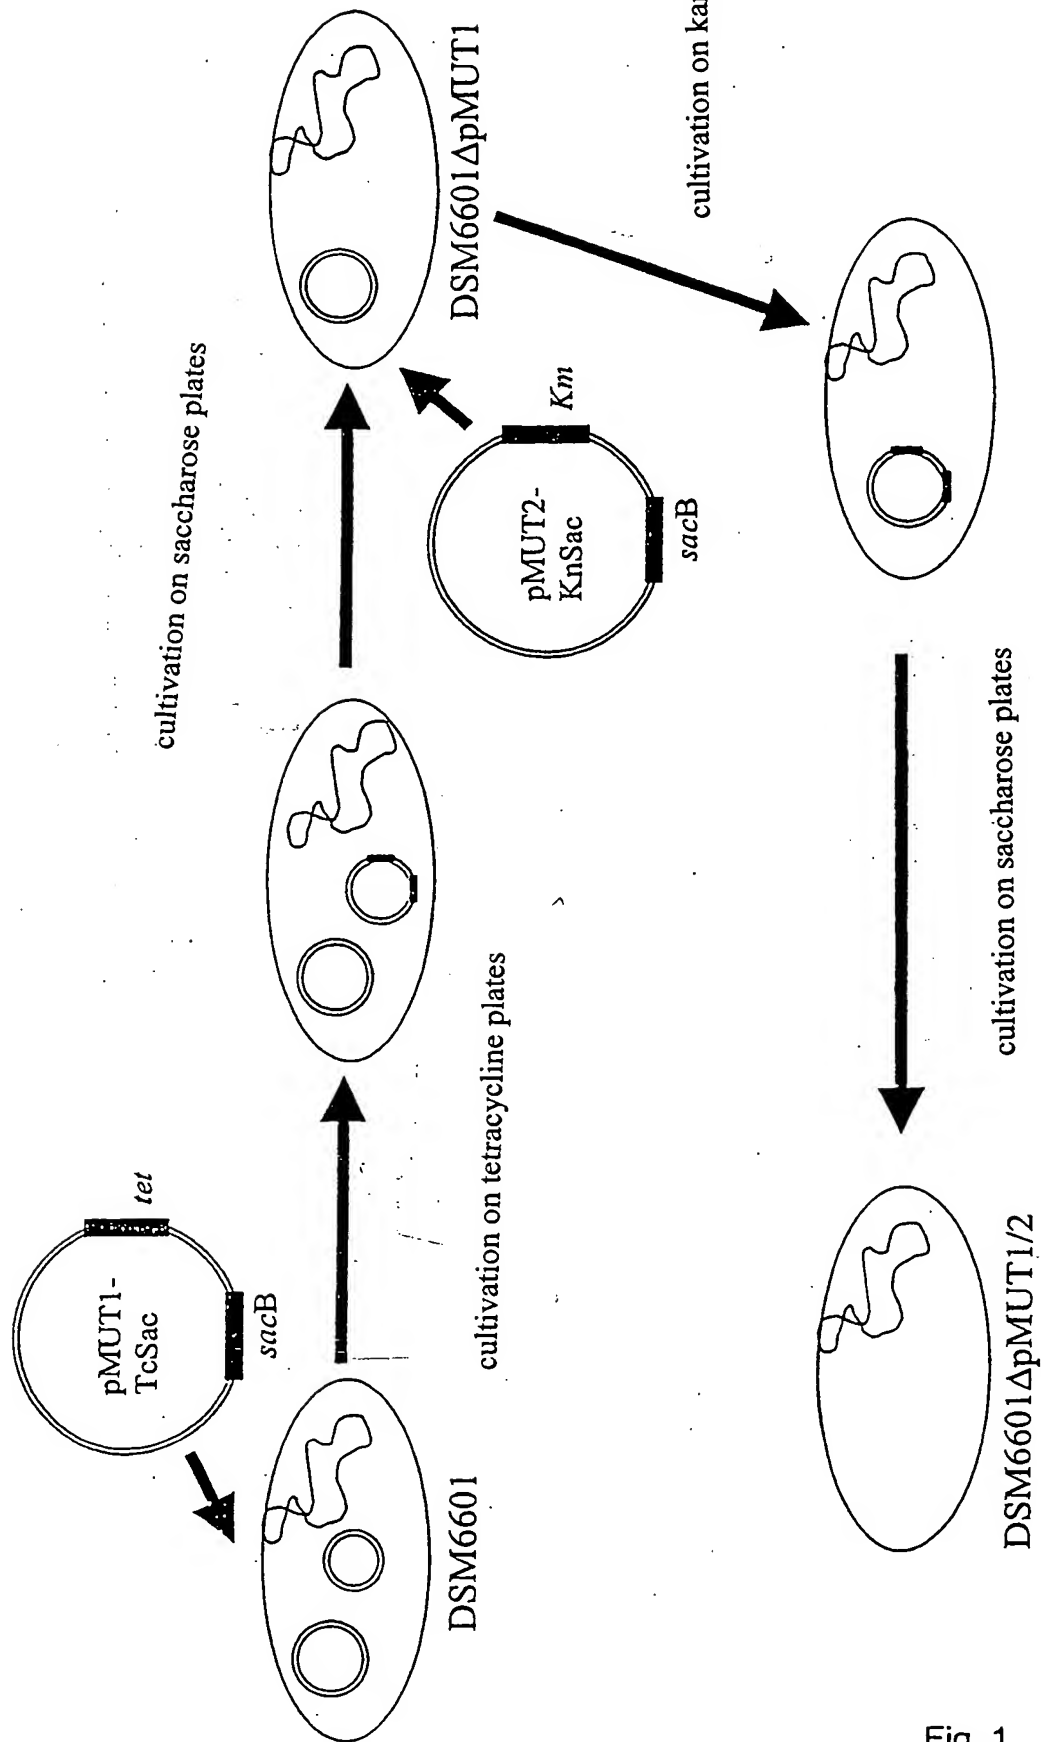 pMUT1-
TcSac
tet
sacB
DSM6601
cultivation on tetracycline plates
cultivation on saccharose plates
DSM6601ΔpMUT1
pMUT2-
KnSac
Km
sacB
cultivation on
cultivation on saccharose plates
DSM6601ΔpMUT1/2
Fig. 1